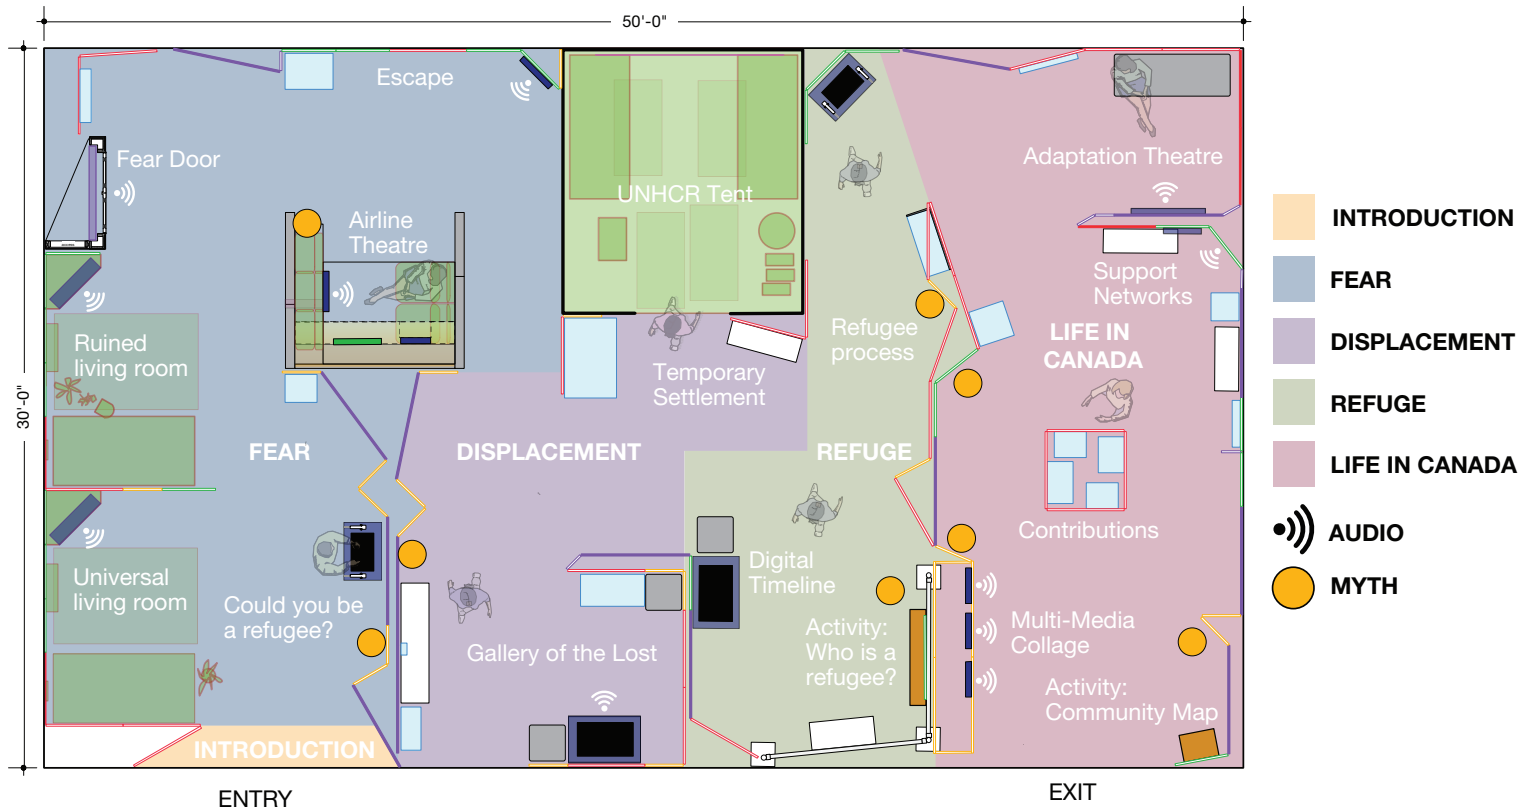 50'-0"
30'-0"
Escape
Fear Door
UNHCR Tent
Airline
Theatre
Adaptation Theatre
Support
Networks
Ruined
living room
Refugee
process
LIFE IN
CANADA
Temporary
Settlement
FEAR
DISPLACEMENT
REFUGE
Contributions
Universal
living room
Could you be
a refugee?
Digital
Timeline
Gallery of the Lost
Activity:
Who is a
refugee?
Multi-Media
Collage
Activity:
Community Map
INTRODUCTION
ENTRY
EXIT
INTRODUCTION
FEAR
DISPLACEMENT
REFUGE
LIFE IN CANADA
AUDIO
MYTH